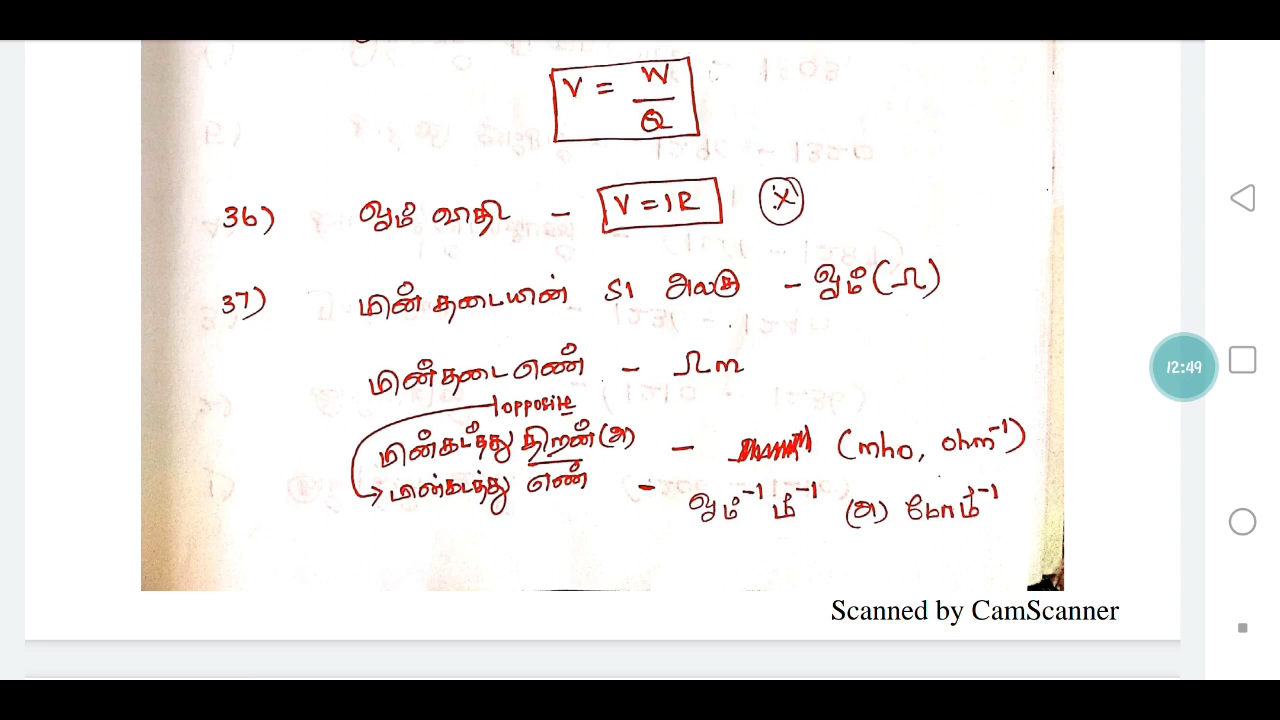 V = W
Q
36) ஓம் விதி - V = IR
37) மின்தடையின் SI அலகு - ஓம் (Ω)
மின்தடை எண் - Ωm
opposite
மின்கடத்து திறன் (அ) - (mho, ohm⁻¹)
மின்கடத்து எண் - ஓம்⁻¹ மீ⁻¹ (அ) மோம்⁻¹
12:49
Scanned by CamScanner